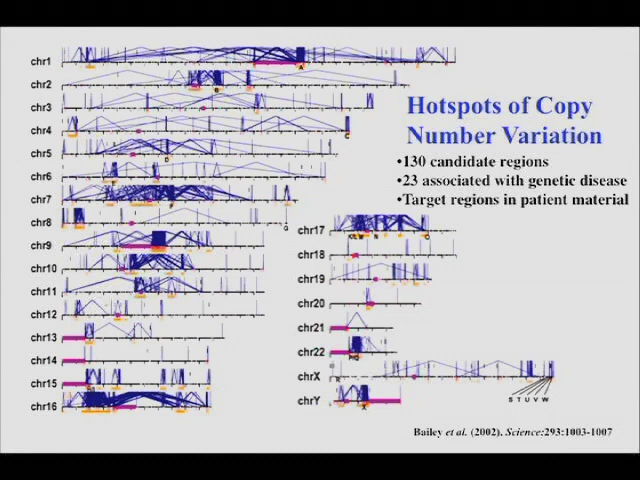 Hotspots of Copy
Number Variation
•130 candidate regions
•23 associated with genetic disease
•Target regions in patient material
chr1
chr2
chr3
chr4
chr5
chr6
chr7
chr8
chr9
chr10
chr11
chr12
chr13
chr14
chr15
chr16
chr17
chr18
chr19
chr20
chr21
chr22
chrX
chrY
A
B
C
D
G
S T U V W
Bailey et al. (2002), Science:293:1003-1007